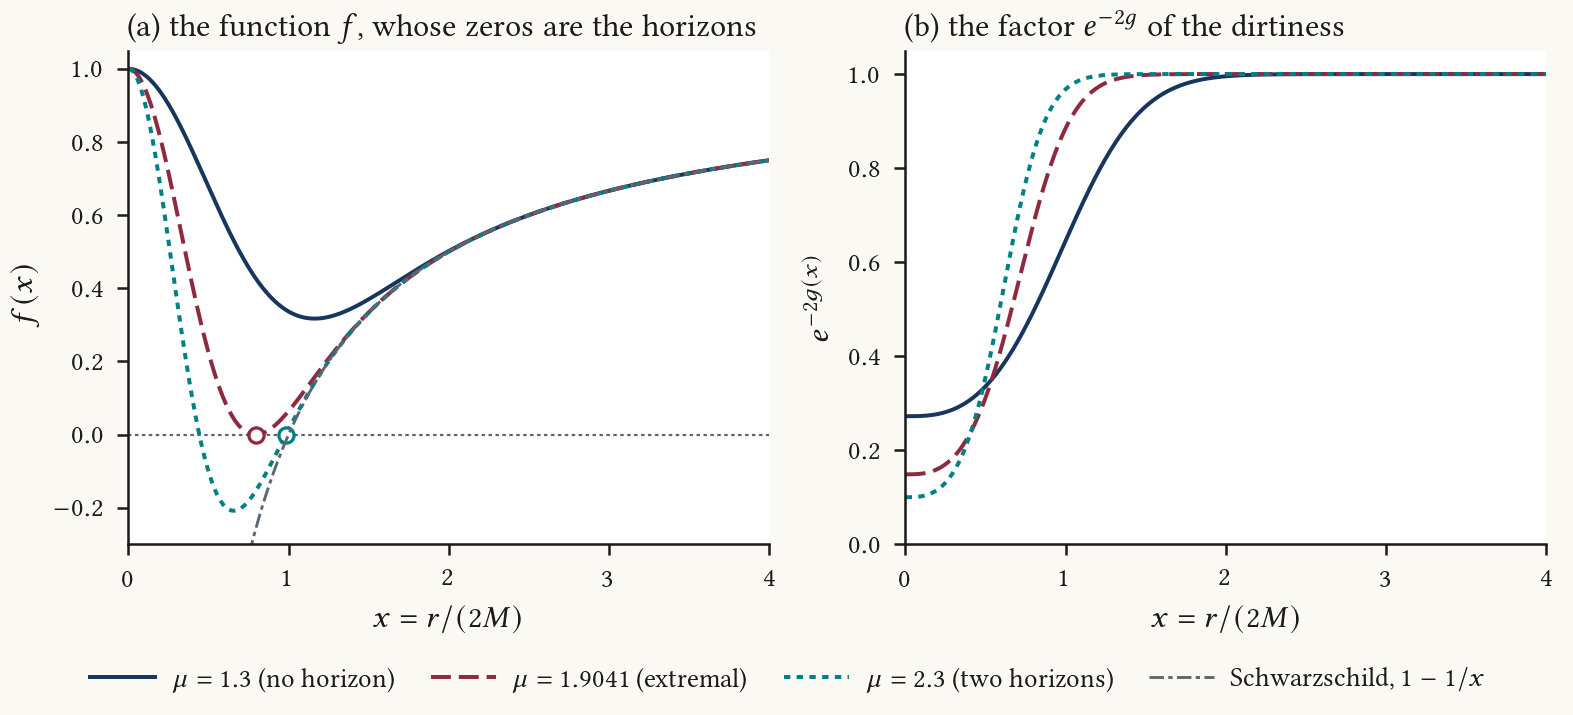 (a) the function f, whose zeros are the horizons
1.0
0.8
0.6
0.4
0.2
0.0
−0.2
f(x)
0 1 2 3 4
x = r/(2M)
(b) the factor e⁻²ᵍ of the dirtiness
1.0
0.8
0.6
0.4
0.2
0.0
e⁻²ᵍ⁽ˣ⁾
0 1 2 3 4
x = r/(2M)
μ = 1.3 (no horizon) μ = 1.9041 (extremal) μ = 2.3 (two horizons) Schwarzschild, 1 − 1/x